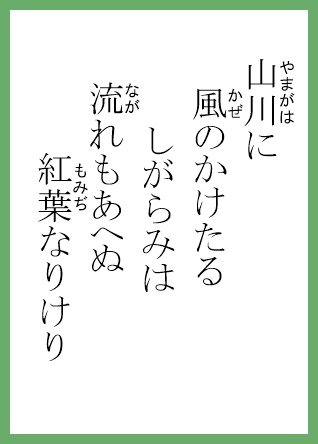 山川に
風のかけたる
しがらみは
流れもあへぬ
紅葉なりけり
やまがは
かぜ
なが
もみぢ